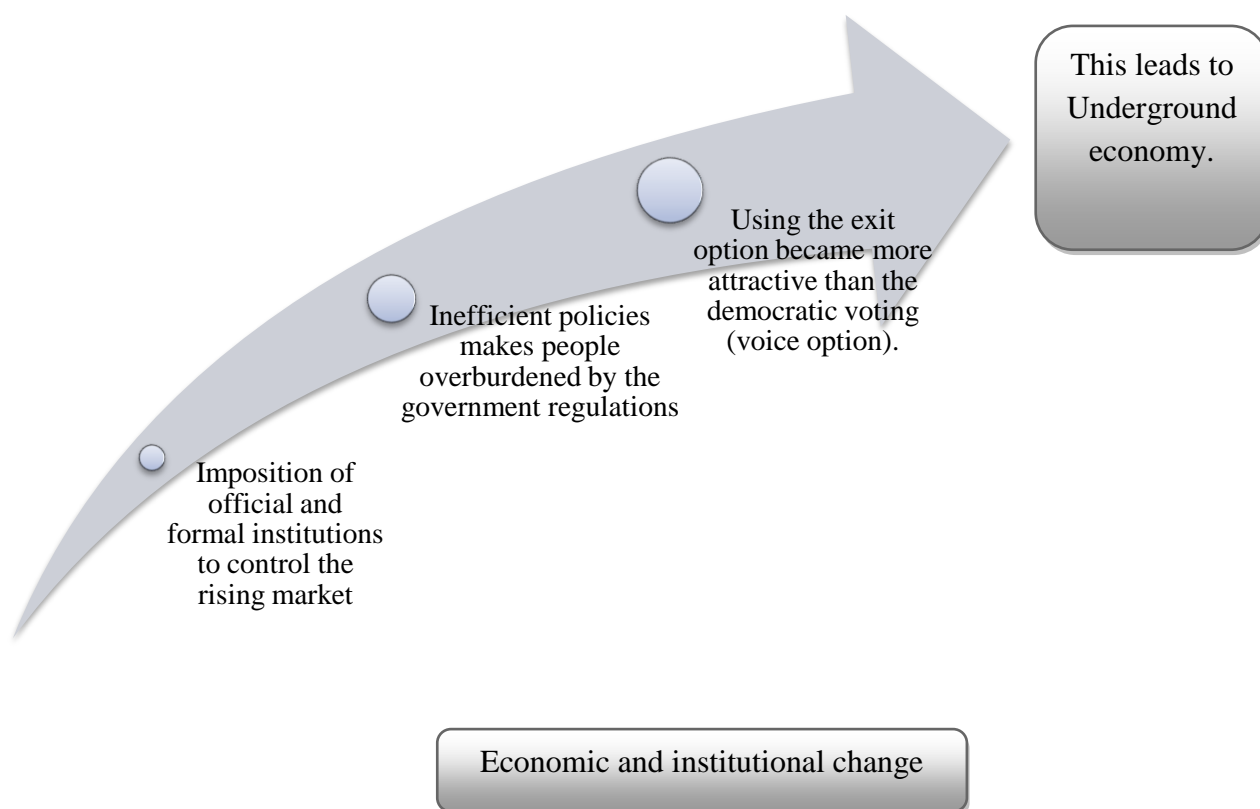 This leads to
Underground
economy.
Using the exit
option became more
attractive than the
democratic voting
(voice option).
Inefficient policies
makes people
overburdened by the
government regulations
Imposition of
official and
formal institutions
to control the
rising market
Economic and institutional change